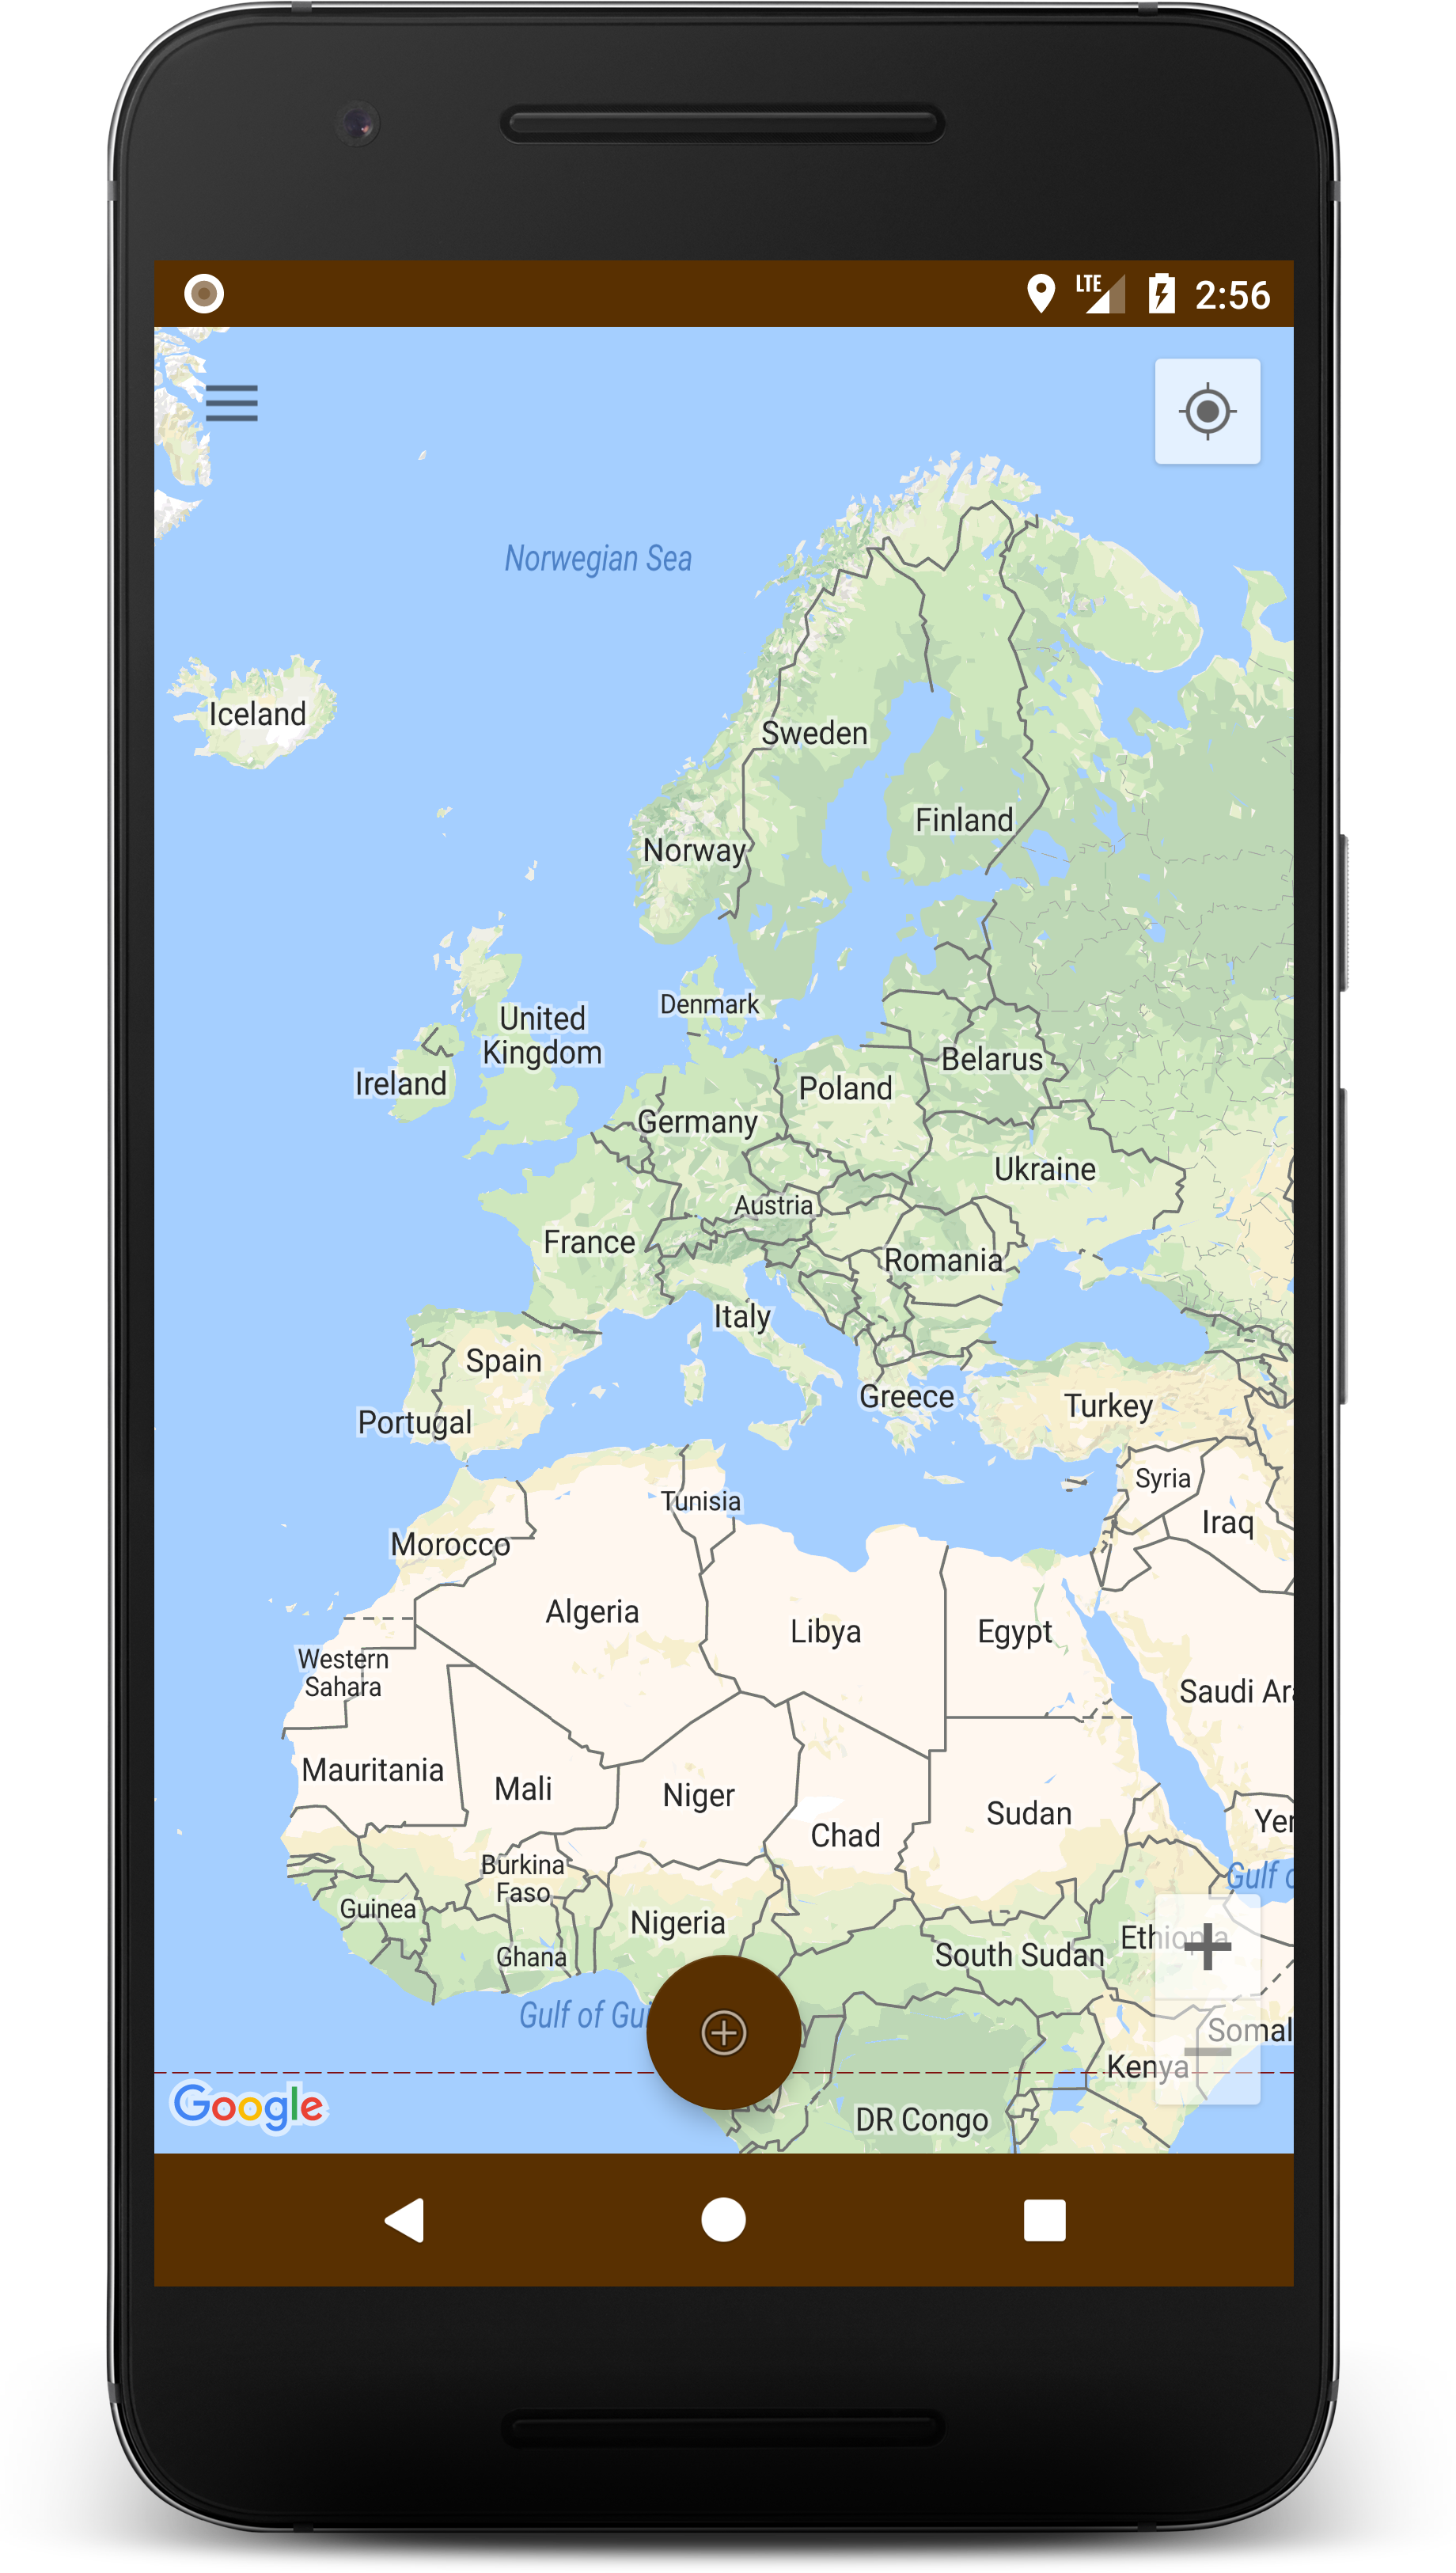 LTE 2:56
Norwegian Sea
Iceland
Sweden
Finland
Norway
Denmark
United
Kingdom
Belarus
Ireland
Poland
Germany
Ukraine
Austria
France
Romania
Italy
Spain
Greece
Turkey
Portugal
Syria
Tunisia
Iraq
Morocco
Algeria
Libya
Egypt
Western
Sahara
Saudi Ara
Mauritania
Mali
Niger
Sudan
Yer
Chad
Burkina
Faso
Gulf o
Guinea
Nigeria
Ethiopia
South Sudan
Ghana
Gulf of Gui
Somal
Kenya
Google
DR Congo